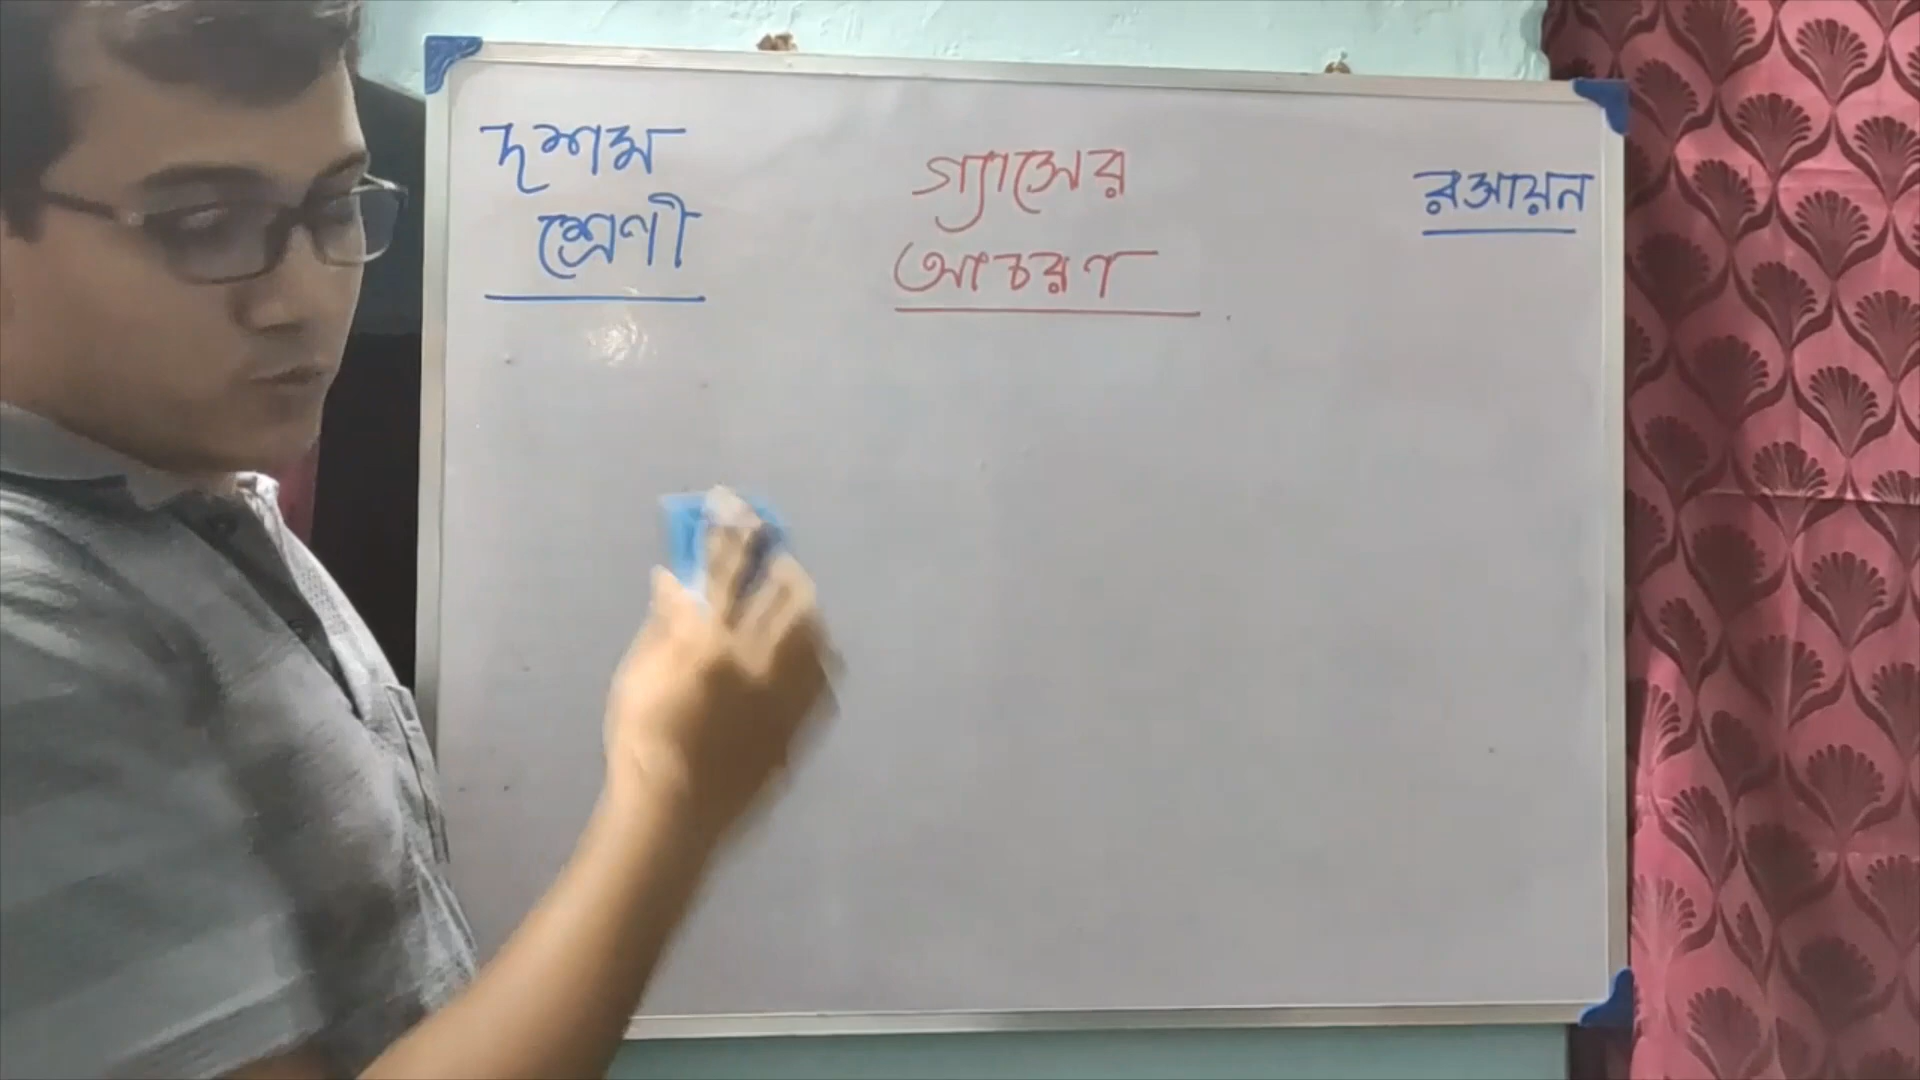 দশম
শ্রেণী
গ্যাসের
আচরণ
রসায়ন